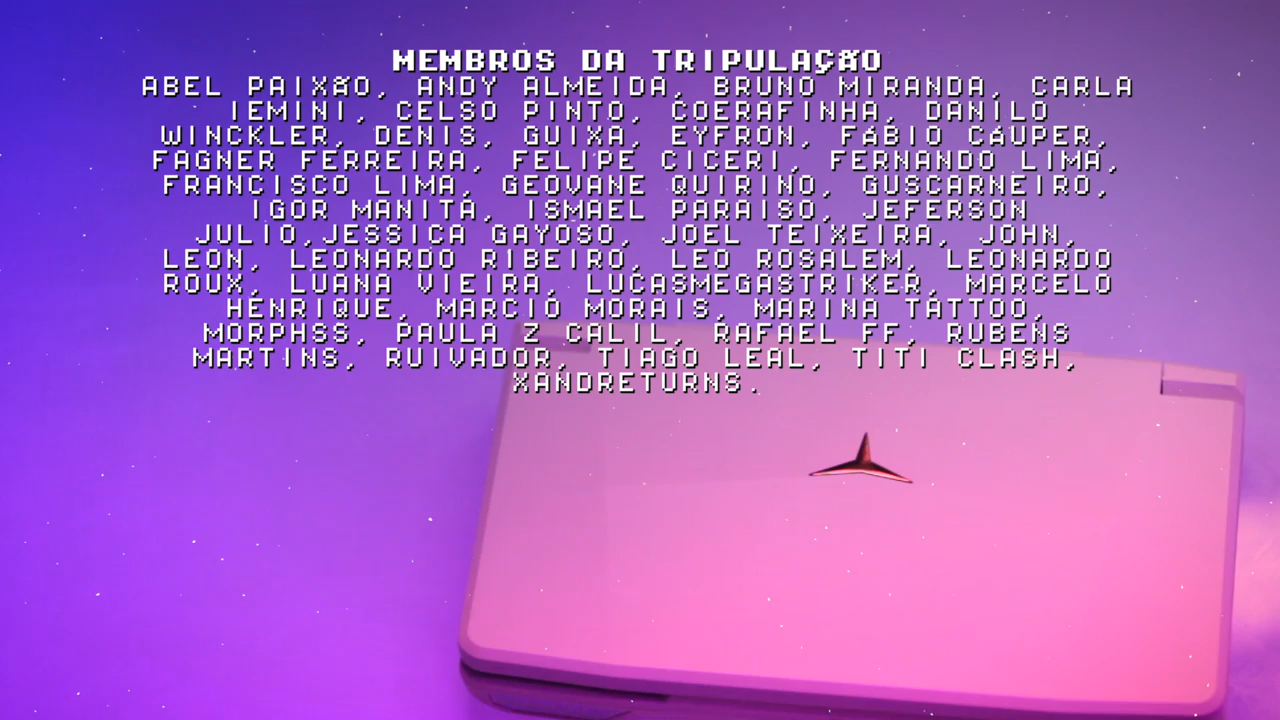 MEMBROS DA TRIPULAÇÃO
ABEL PAIXÃO, ANDY ALMEIDA, BRUNO MIRANDA, CARLA
IEMINI, CELSO PINTO, COERAFINHA, DANILO
WINCKLER, DENIS, GUIXA, EYFRON, FÁBIO CÁUPER,
FAGNER FERREIRA, FELIPE CICERI, FERNANDO LIMA,
FRANCISCO LIMA, GEOVANE QUIRINO, GUSCARNEIRO,
IGOR MANITA, ISMAEL PARAISO, JEFERSON
JULIO,JESSICA GAYOSO, JOEL TEIXEIRA, JOHN,
LEON, LEONARDO RIBEIRO, LEO ROSALEM, LEONARDO
ROUX, LUANA VIEIRA, LUCASMEGASTRIKER, MARCELO
HENRIQUE, MARCIO MORAIS, MARINA TATTOO,
MORPHSS, PAULA Z CALIL, RAFAEL FF, RUBENS
MARTINS, RUIVADOR, TIAGO LEAL, TITI CLASH,
XANDRETURNS.